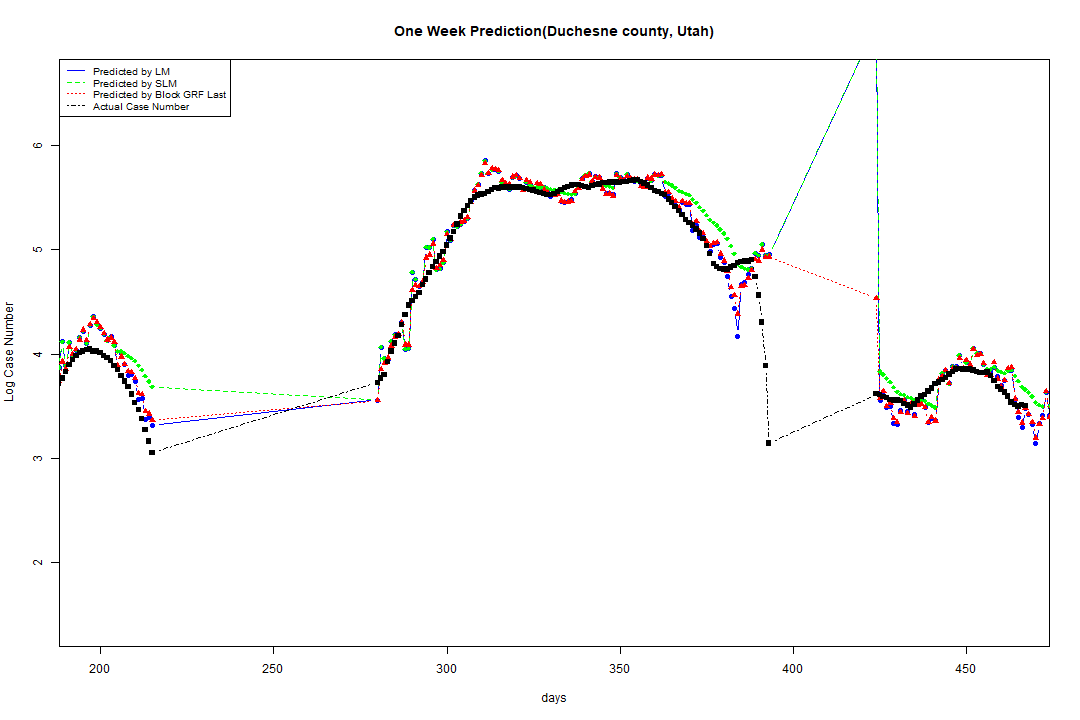 One Week Prediction(Duchesne county, Utah)
Predicted by LM
Predicted by SLM
Predicted by Block GRF Last
Actual Case Number
Log Case Number
6
5
4
3
2
200 250 300 350 400 450
days